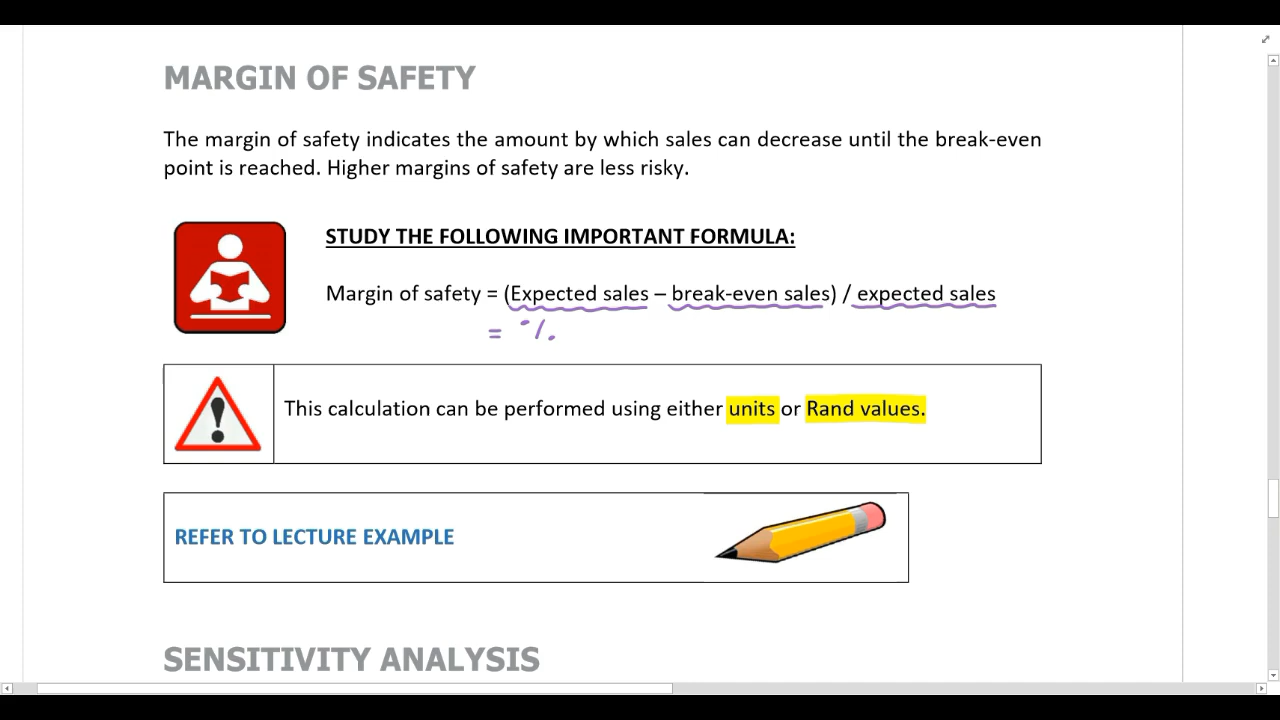 MARGIN OF SAFETY
The margin of safety indicates the amount by which sales can decrease until the break-even
point is reached. Higher margins of safety are less risky.
STUDY THE FOLLOWING IMPORTANT FORMULA:
Margin of safety = (Expected sales – break-even sales) / expected sales
= %
This calculation can be performed using either units or Rand values.
REFER TO LECTURE EXAMPLE
SENSITIVITY ANALYSIS